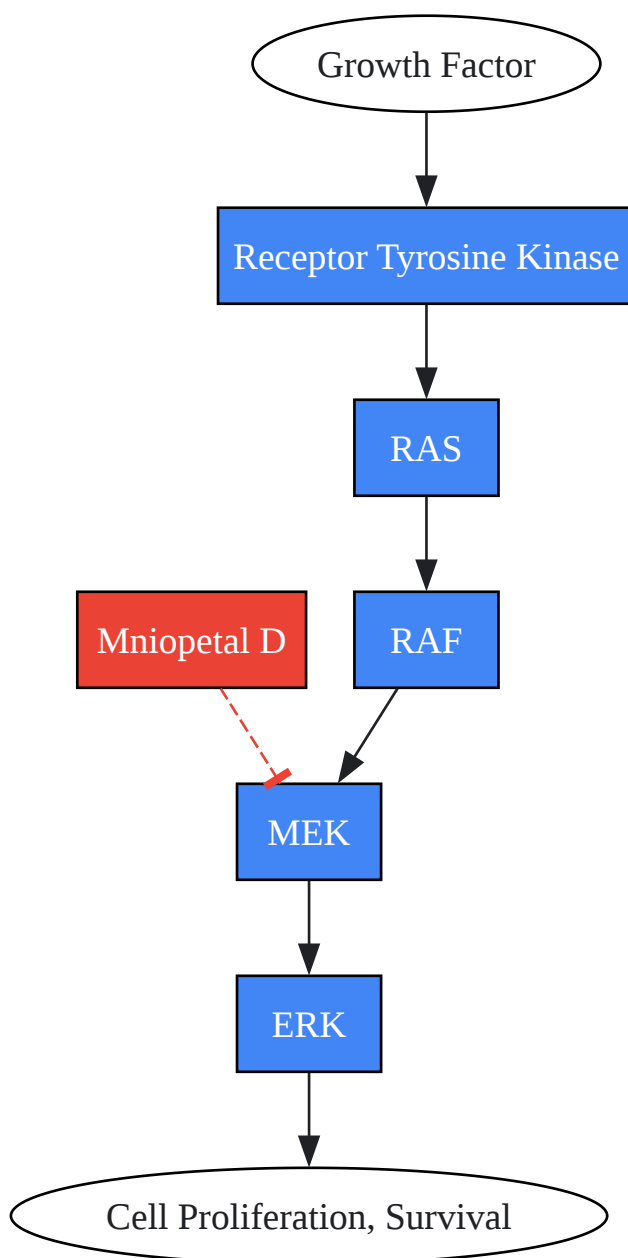 Growth Factor
Receptor Tyrosine Kinase
RAS
Mniopetal D
RAF
MEK
ERK
Cell Proliferation, Survival